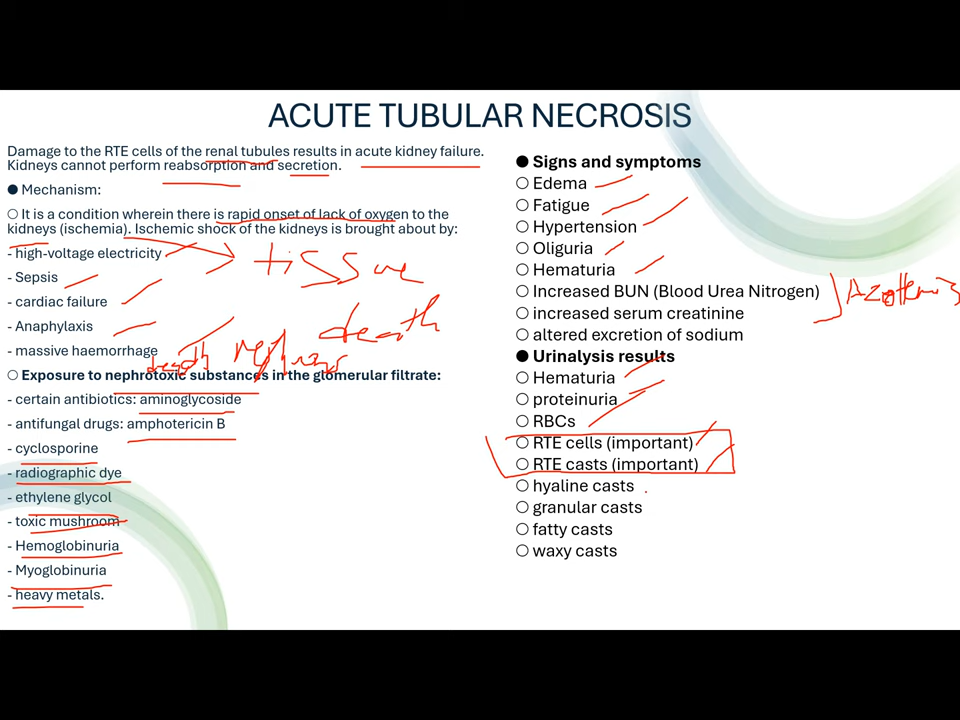 ACUTE TUBULAR NECROSIS
Damage to the RTE cells of the renal tubules results in acute kidney failure.
Kidneys cannot perform reabsorption and secretion.
● Mechanism:
○ It is a condition wherein there is rapid onset of lack of oxygen to the
kidneys (ischemia). Ischemic shock of the kidneys is brought about by:
- high-voltage electricity
- Sepsis
- cardiac failure
- Anaphylaxis
- massive haemorrhage
tissue
death
○ Exposure to nephrotoxic substances in the glomerular filtrate:
- certain antibiotics: aminoglycoside
- antifungal drugs: amphotericin B
- cyclosporine
- radiographic dye
- ethylene glycol
- toxic mushroom
- Hemoglobinuria
- Myoglobinuria
- heavy metals.
● Signs and symptoms
○ Edema
○ Fatigue
○ Hypertension
○ Oliguria
○ Hematuria
○ Increased BUN (Blood Urea Nitrogen)
○ increased serum creatinine
○ altered excretion of sodium
● Urinalysis results
○ Hematuria
○ proteinuria
○ RBCs
○ RTE cells (important)
○ RTE casts (important)
○ hyaline casts
○ granular casts
○ fatty casts
○ waxy casts